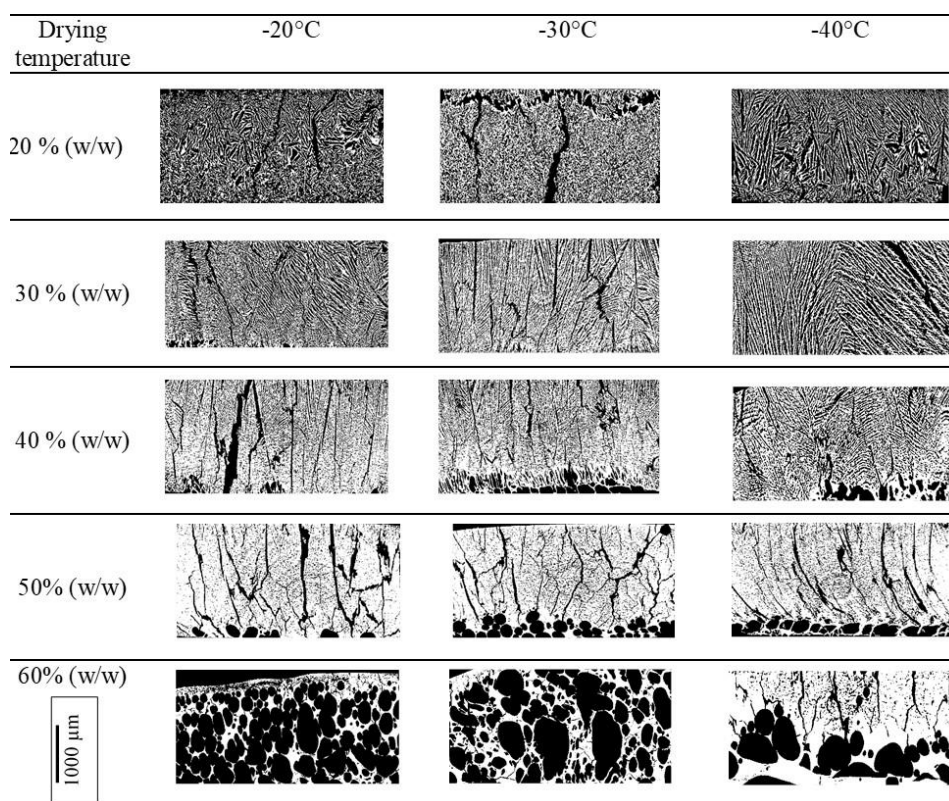 Drying temperature
-20°C
-30°C
-40°C
20 % (w/w)
30 % (w/w)
40 % (w/w)
50% (w/w)
60% (w/w)
1000 µm